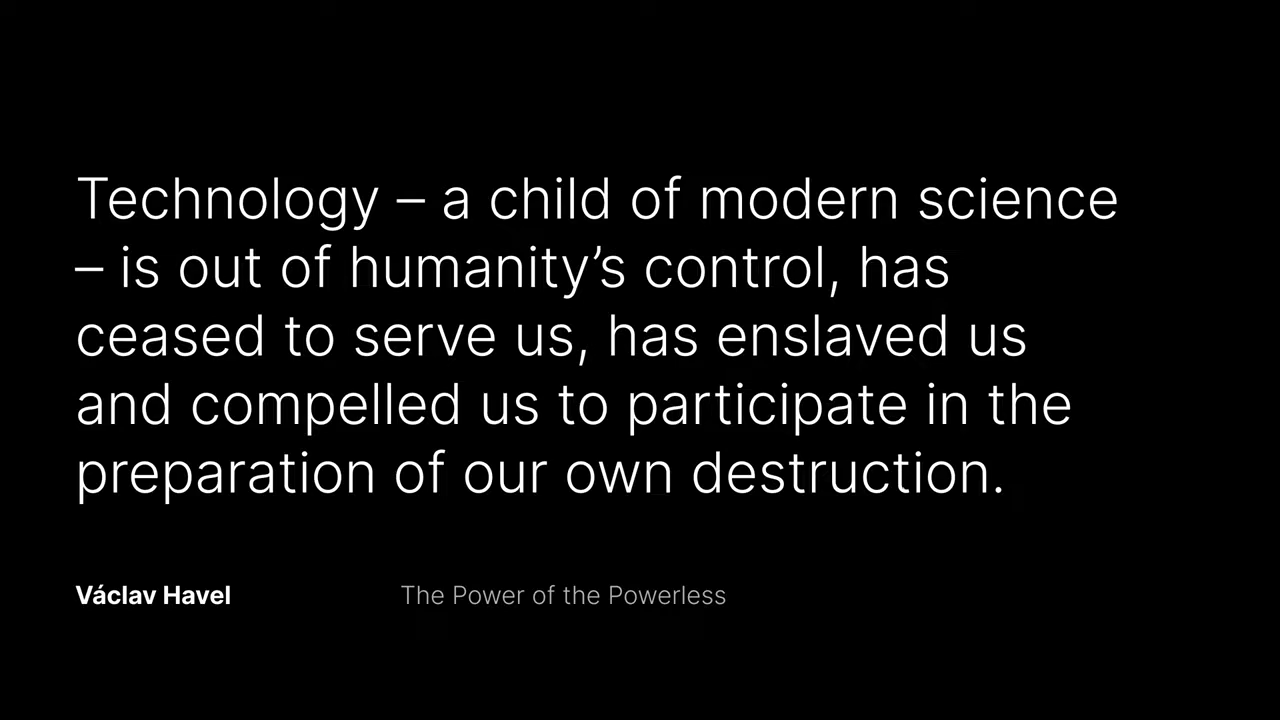 Technology – a child of modern science
– is out of humanity’s control, has
ceased to serve us, has enslaved us
and compelled us to participate in the
preparation of our own destruction.
Václav Havel
The Power of the Powerless